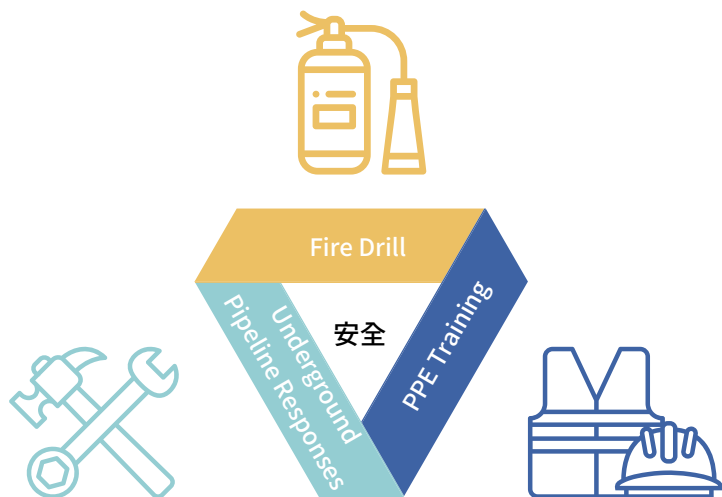 Fire Drill
安全
Underground
Pipeline Responses
PPE Training